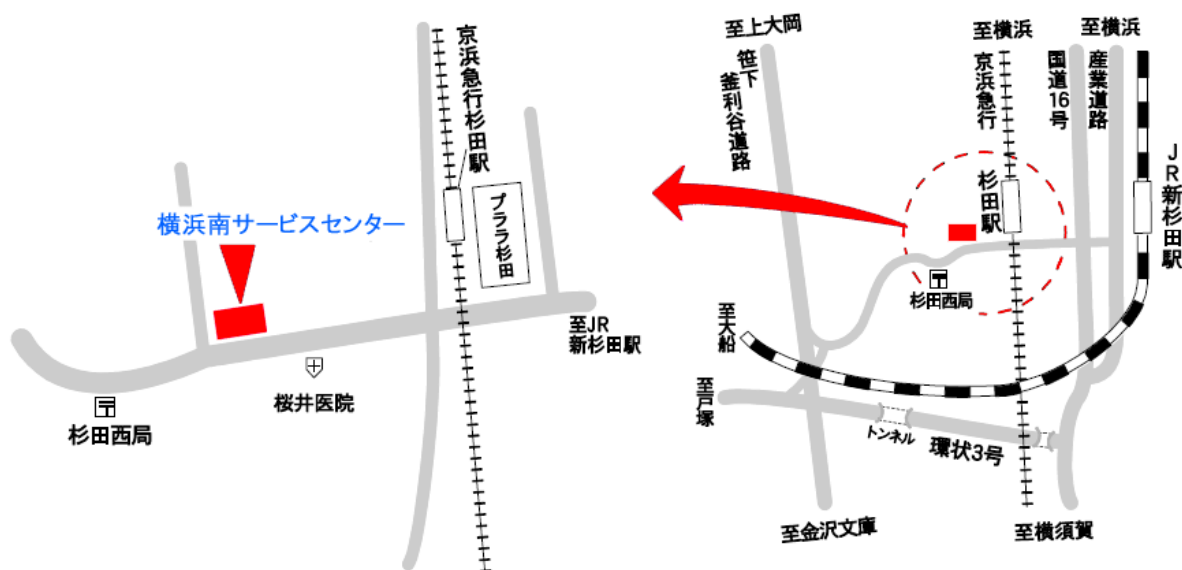 京浜急行杉田駅
プララ杉田
横浜南サービスセンター
至JR
新杉田駅
桜井医院
杉田西局
至上大岡
笹下
釜利谷道路
至横浜
京浜急行
至横浜
国道16号
産業道路
JR新杉田駅
杉田駅
杉田西局
至大船
至戸塚
トンネル
環状3号
至金沢文庫
至横須賀